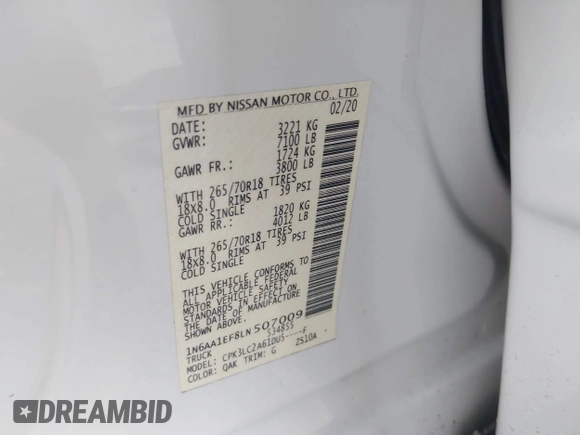 MFD BY NISSAN MOTOR CO., LTD.
DATE: 02/20
GVWR: 3221 KG
7100 LB
GAWR FR.: 1724 KG
3800 LB
WITH 265/70R18 TIRES
18X8.0 RIMS AT 39 PSI
COLD SINGLE
GAWR RR.: 1820 KG
4012 LB
WITH 265/70R18 TIRES
18X8.0 RIMS AT 39 PSI
COLD SINGLE
THIS VEHICLE CONFORMS TO
ALL APPLICABLE FEDERAL
MOTOR VEHICLE SAFETY
STANDARDS IN EFFECT ON
THE DATE OF MANUFACTURE
SHOWN ABOVE.
1N6AA1EF8LN507009
TRUCK 534855
MODEL: CPK3LC2A61DUS----F
COLOR: QAK TRIM: G 2S10A
DREAMBID